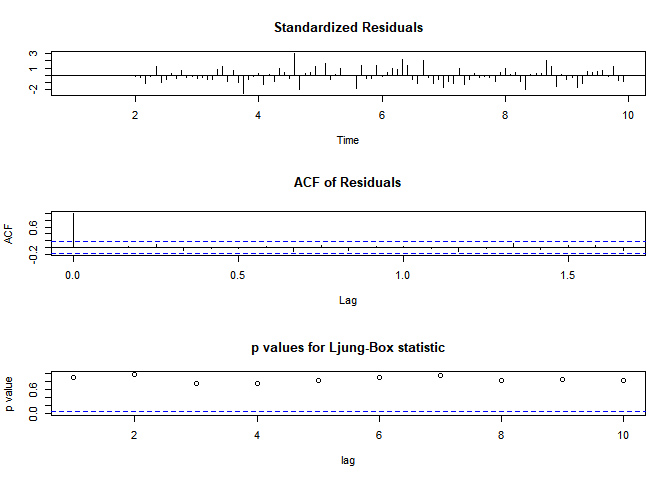 Standardized Residuals
3
1
-2
2 4 6 8 10
Time
ACF of Residuals
ACF
0.6
-0.2
0.0 0.5 1.0 1.5
Lag
p values for Ljung-Box statistic
p value
0.6
0.0
2 4 6 8 10
lag